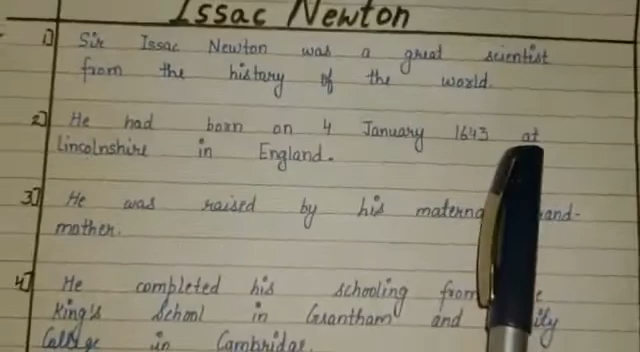 Issac Newton
1) Sir Issac Newton was a great scientist
from the history of the world.
2) He had born on 4 January 1643 at
Lincolnshire in England.
3) He was raised by his
mother.
4) He completed his schooling from
King's School in Grantham and
College in Cambridge.